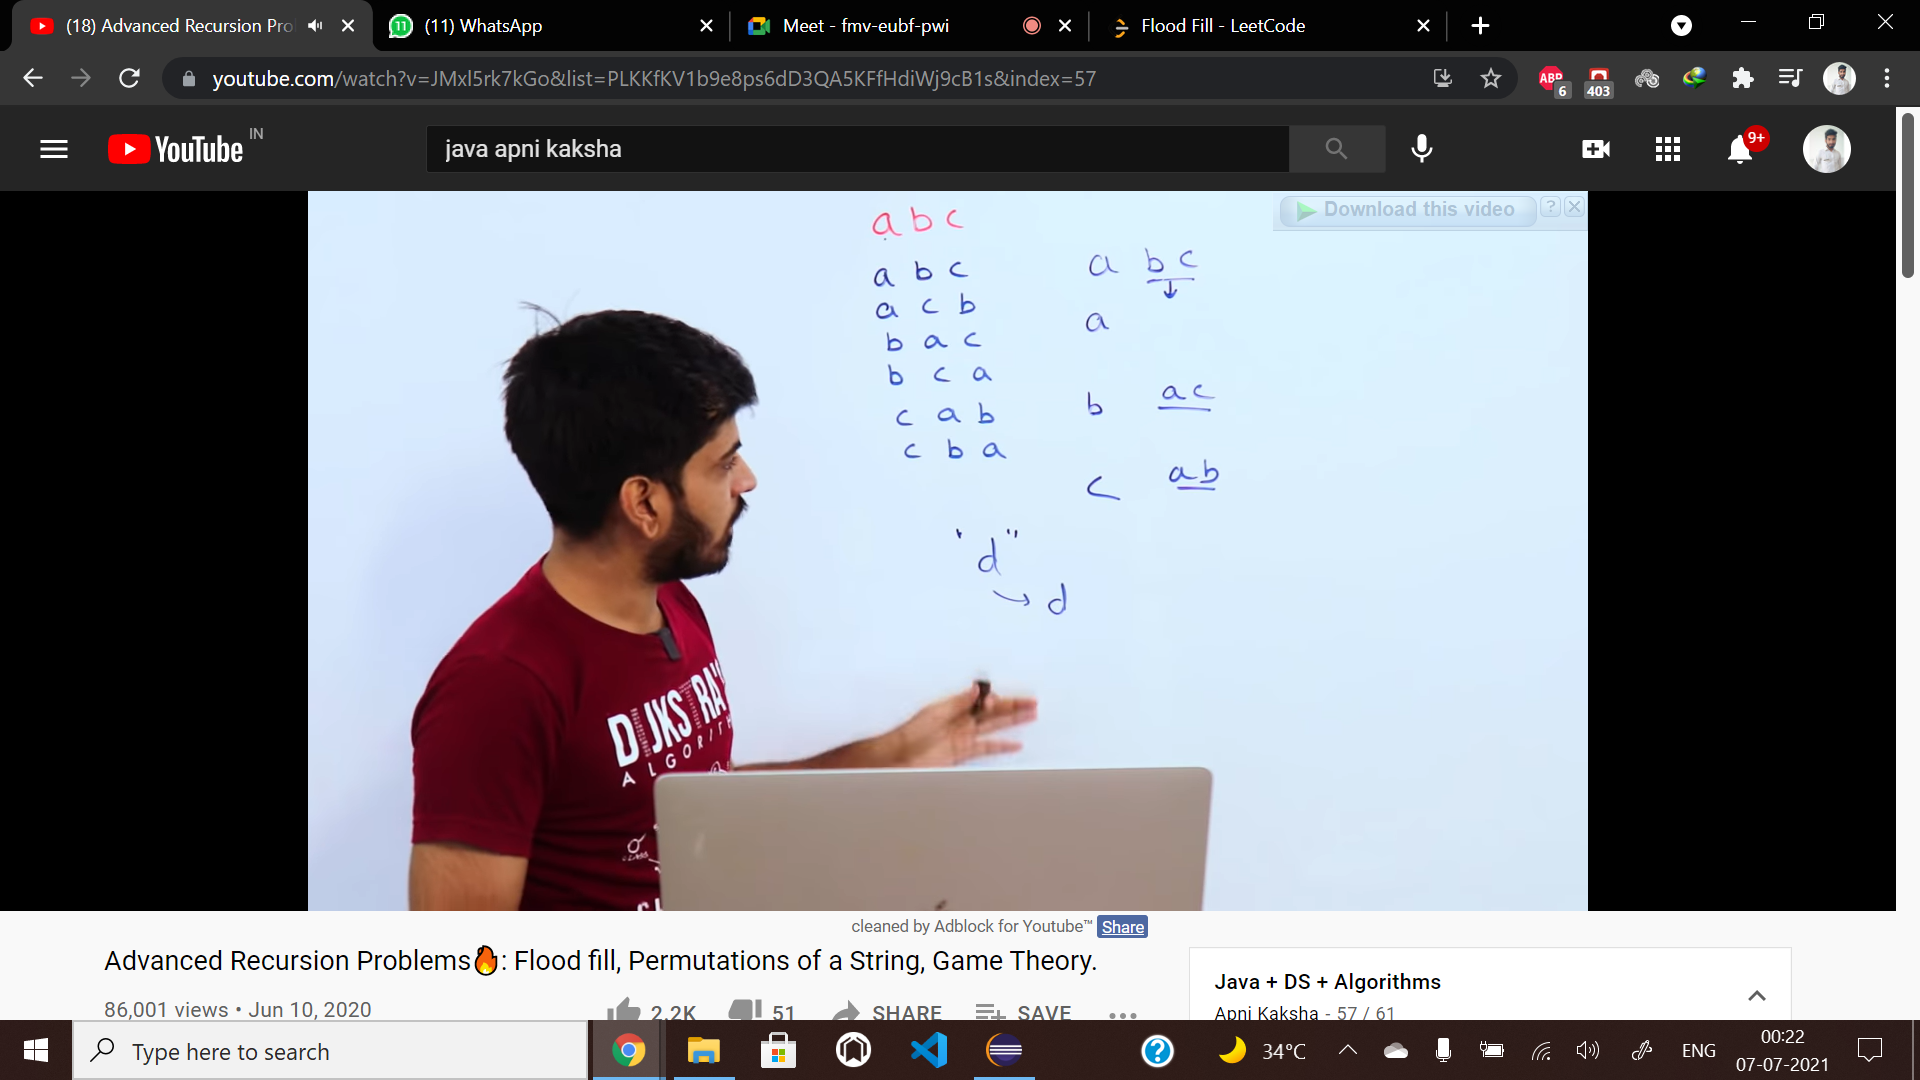 (18) Advanced Recursion Pro
(11) WhatsApp
Meet - fmv-eubf-pwi
Flood Fill - LeetCode
youtube.com/watch?v=JMxl5rk7kGo&list=PLKKfKV1b9e8ps6dD3QA5KFfHdiWj9cB1s&index=57
ABP
6
403
YouTube IN
java apni kaksha
9+
Download this video ? X
a b c
a b c
a c b
b a c
b c a
c a b
c b a
a bc
a
b ac
c ab
"d"
d
DIJKSTRA'
ALGORITH
cleaned by Adblock for Youtube™ Share
Advanced Recursion Problems🔥: Flood fill, Permutations of a String, Game Theory.
86,001 views • Jun 10, 2020
2.2K 51 SHARE SAVE ...
Java + DS + Algorithms
Apni Kaksha - 57 / 61
Type here to search
34°C
ENG
00:22
07-07-2021